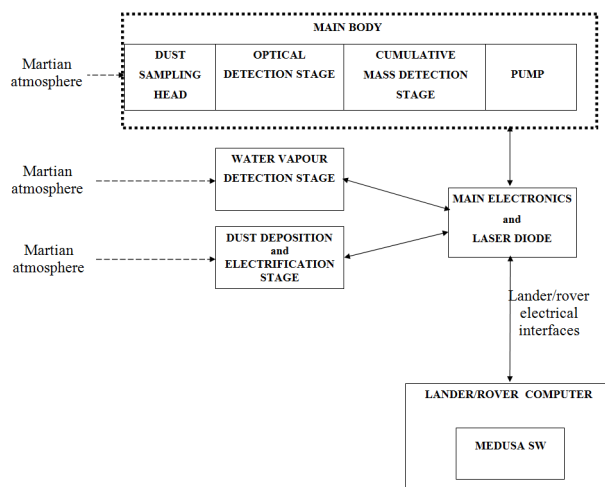 MAIN BODY
Martian
atmosphere
DUST
SAMPLING
HEAD
OPTICAL
DETECTION STAGE
CUMULATIVE
MASS DETECTION
STAGE
PUMP
Martian
atmosphere
WATER VAPOUR
DETECTION STAGE
MAIN ELECTRONICS
and
LASER DIODE
Martian
atmosphere
DUST DEPOSITION
and
ELECTRIFICATION
STAGE
Lander/rover
electrical
interfaces
LANDER/ROVER COMPUTER
MEDUSA SW